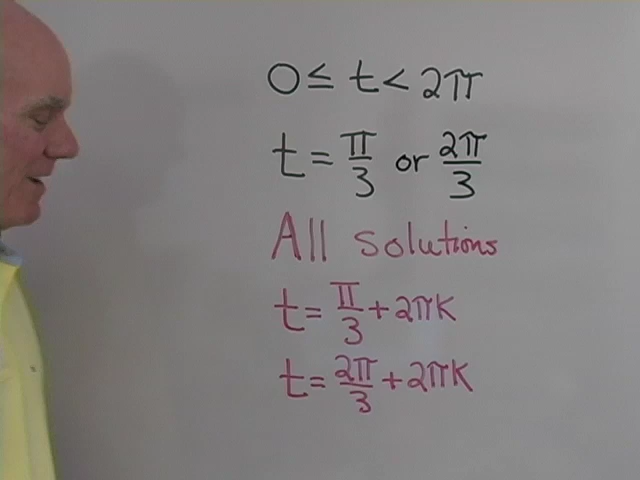 0 ≤ t < 2π
t = π/3 or 2π/3
All solutions
t = π/3 + 2πK
t = 2π/3 + 2πK